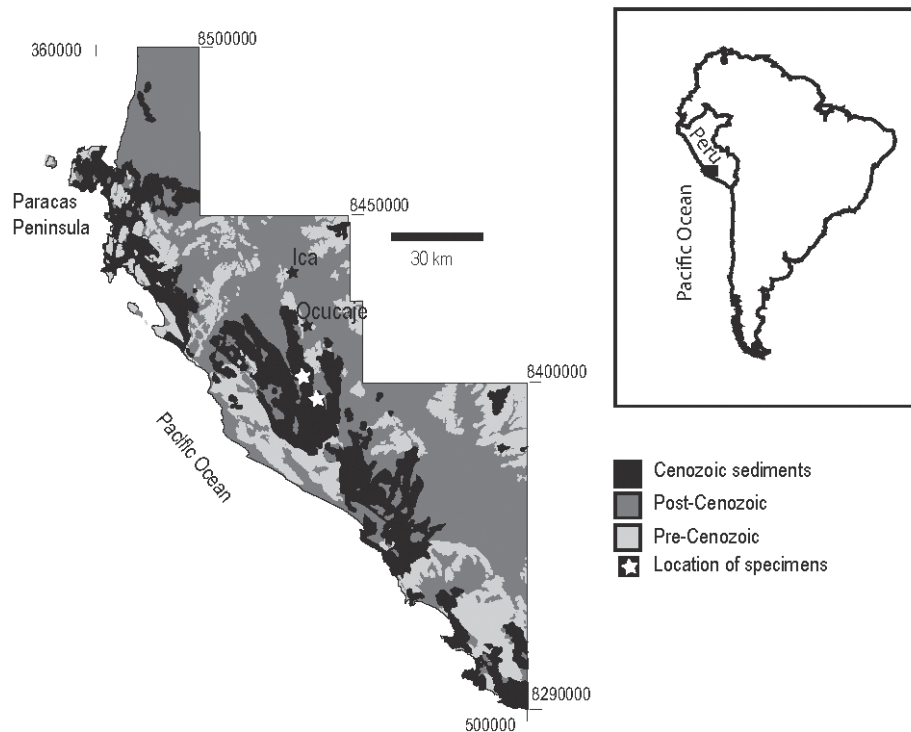 360000
8500000
Paracas
Peninsula
8450000
30 km
Ica
Ocucaje
8400000
Pacific Ocean
8290000
500000
Peru
Pacific Ocean
Cenozoic sediments
Post-Cenozoic
Pre-Cenozoic
Location of specimens